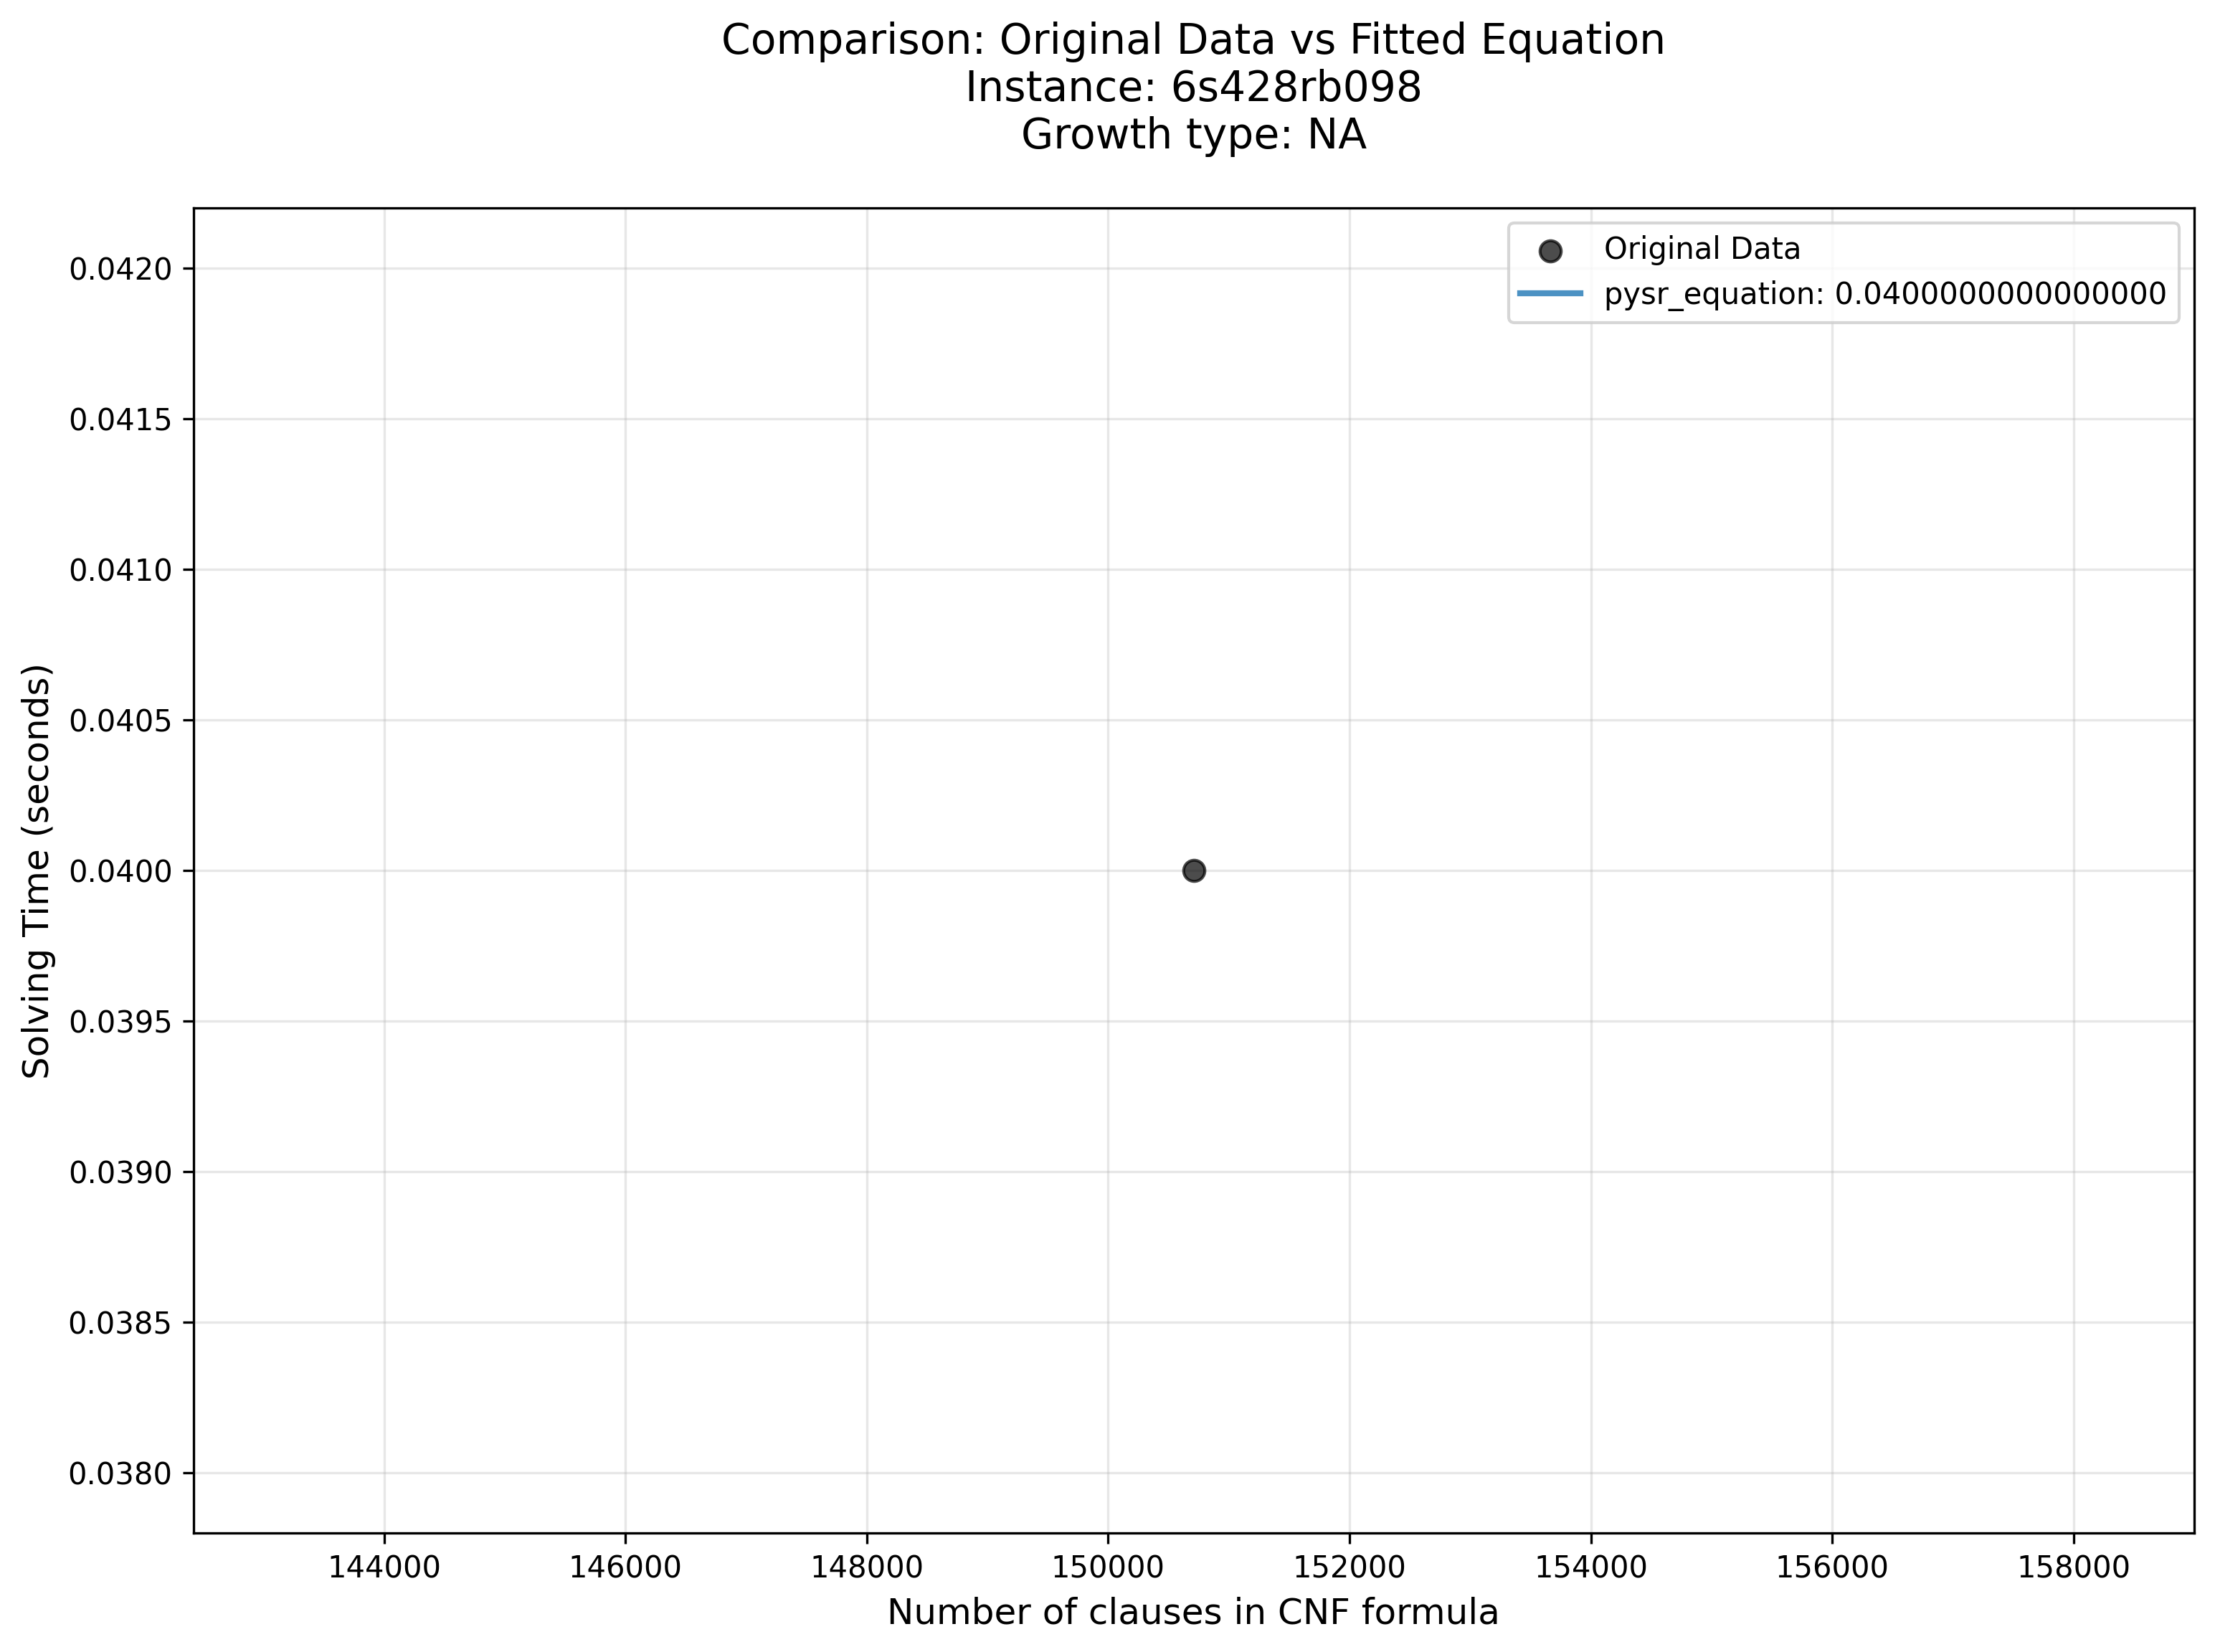 Comparison: Original Data vs Fitted Equation
Instance: 6s428rb098
Growth type: NA
Original Data
pysr_equation: 0.0400000000000000
0.0420
0.0415
0.0410
0.0405
0.0400
0.0395
0.0390
0.0385
0.0380
Solving Time (seconds)
144000 146000 148000 150000 152000 154000 156000 158000
Number of clauses in CNF formula